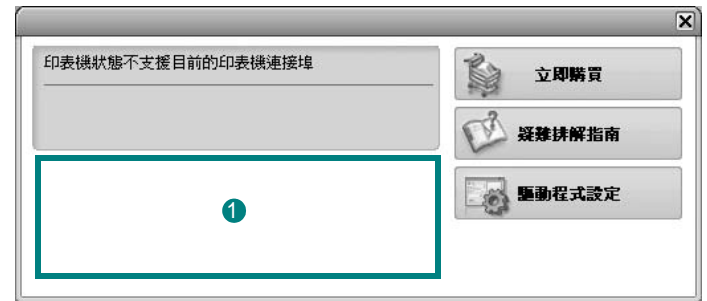 印表機狀態不支援目前的印表機連接埠
立即購買
疑難排解指南
驅動程式設定
1